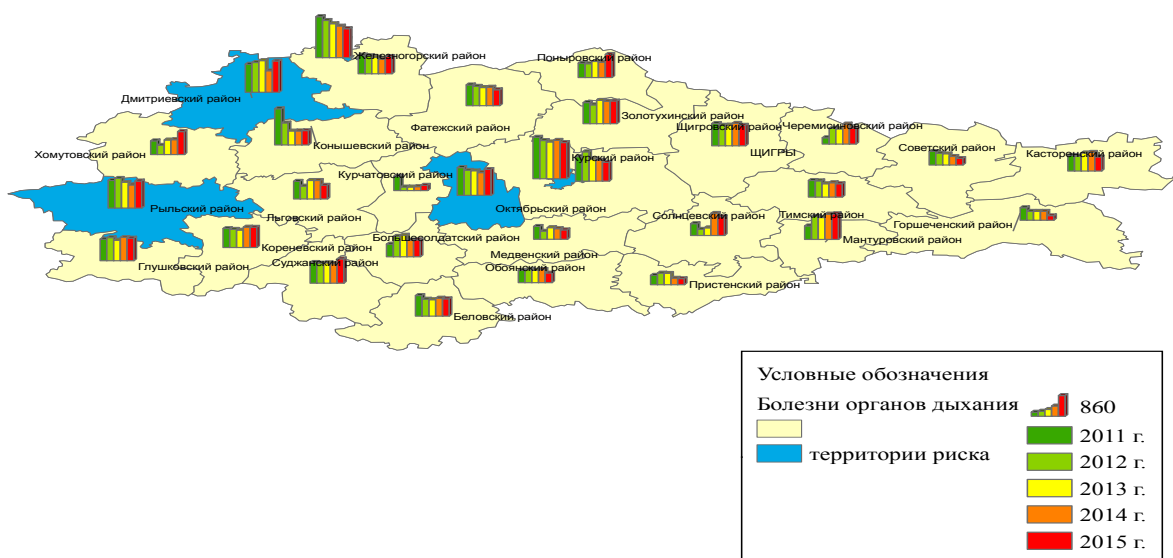 Железногорский район
Поныровский район
Дмитриевский район
Фатежский район
Золотухинский район
Щигровский район
Черемисиновский район
Конышевский район
Хомутовский район
ЩИГРЫ
Советский район
Касторенский район
Курский район
Курчатовский район
Рыльский район
Октябрьский район
Льговский район
Солнцевский район
Тимский район
Горшеченский район
Большесолдатский район
Мантуровский район
Кореневский район
Медвенский район
Глушковский район
Суджанский район
Обоянский район
Пристенский район
Беловский район
Условные обозначения
Болезни органов дыхания
860
2011 г.
территории риска
2012 г.
2013 г.
2014 г.
2015 г.